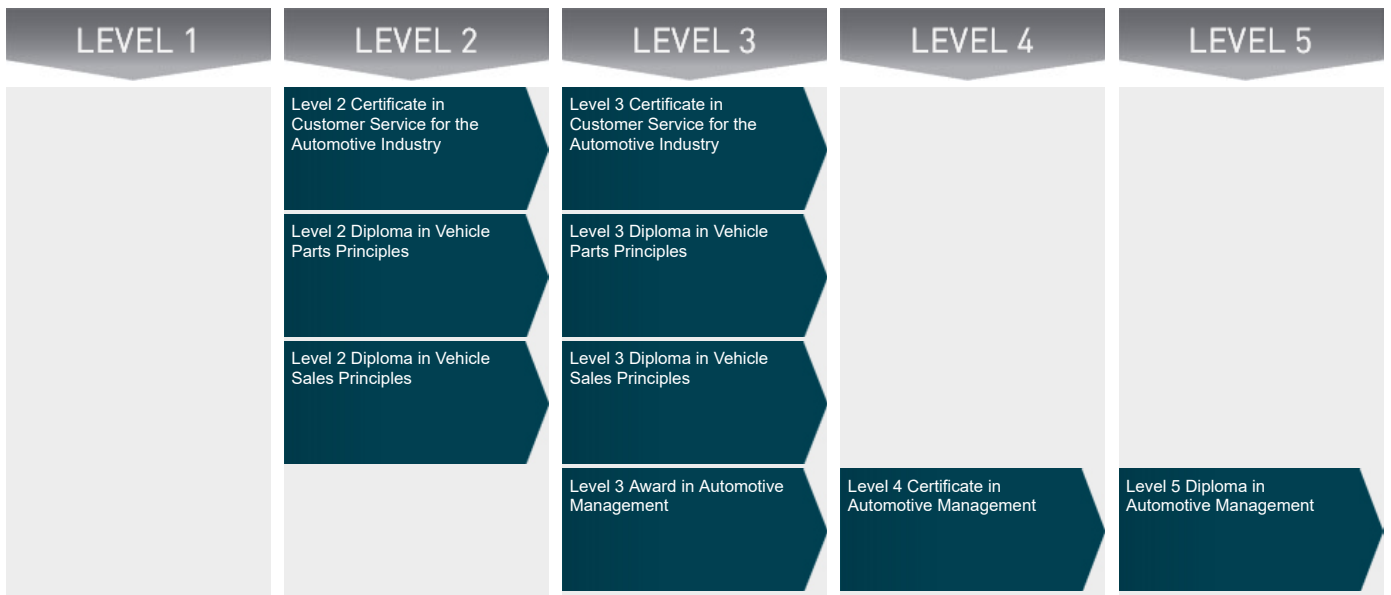 LEVEL 1
LEVEL 2
LEVEL 3
LEVEL 4
LEVEL 5
Level 2 Certificate in
Customer Service for the
Automotive Industry
Level 3 Certificate in
Customer Service for the
Automotive Industry
Level 2 Diploma in Vehicle
Parts Principles
Level 3 Diploma in Vehicle
Parts Principles
Level 2 Diploma in Vehicle
Sales Principles
Level 3 Diploma in Vehicle
Sales Principles
Level 3 Award in Automotive
Management
Level 4 Certificate in
Automotive Management
Level 5 Diploma in
Automotive Management